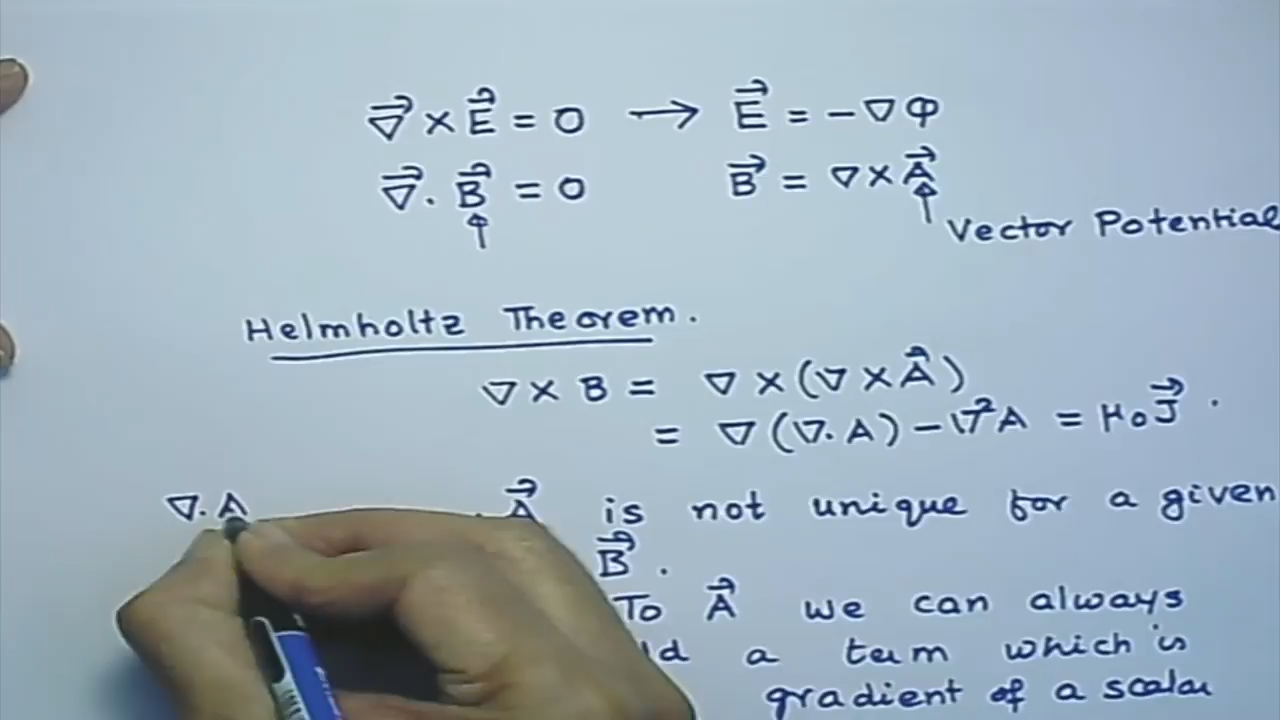 ∇⃗ × E⃗ = 0 → E⃗ = −∇Φ
∇⃗ . B⃗ = 0 B⃗ = ∇ × A⃗
↑ ↑ Vector Potential
Helmholtz Theorem.
∇ × B = ∇ × (∇ × A⃗)
= ∇(∇. A) − ∇²A = μ₀J⃗ .
∇. A . A⃗ is not unique for a given
B⃗ .
To A⃗ we can always
a term which is
gradient of a scalar